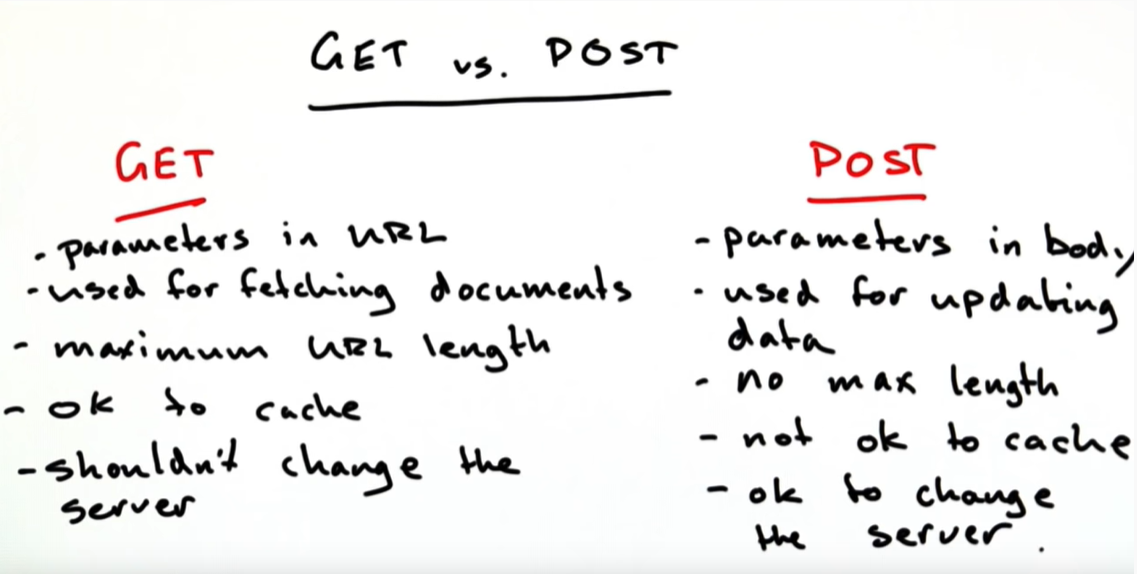 GET vs. POST
GET
- parameters in URL
- used for fetching documents
- maximum URL length
- ok to cache
- shouldn't change the
server
POST
- parameters in body
- used for updating
data
- no max length
- not ok to cache
- ok to change
the server.